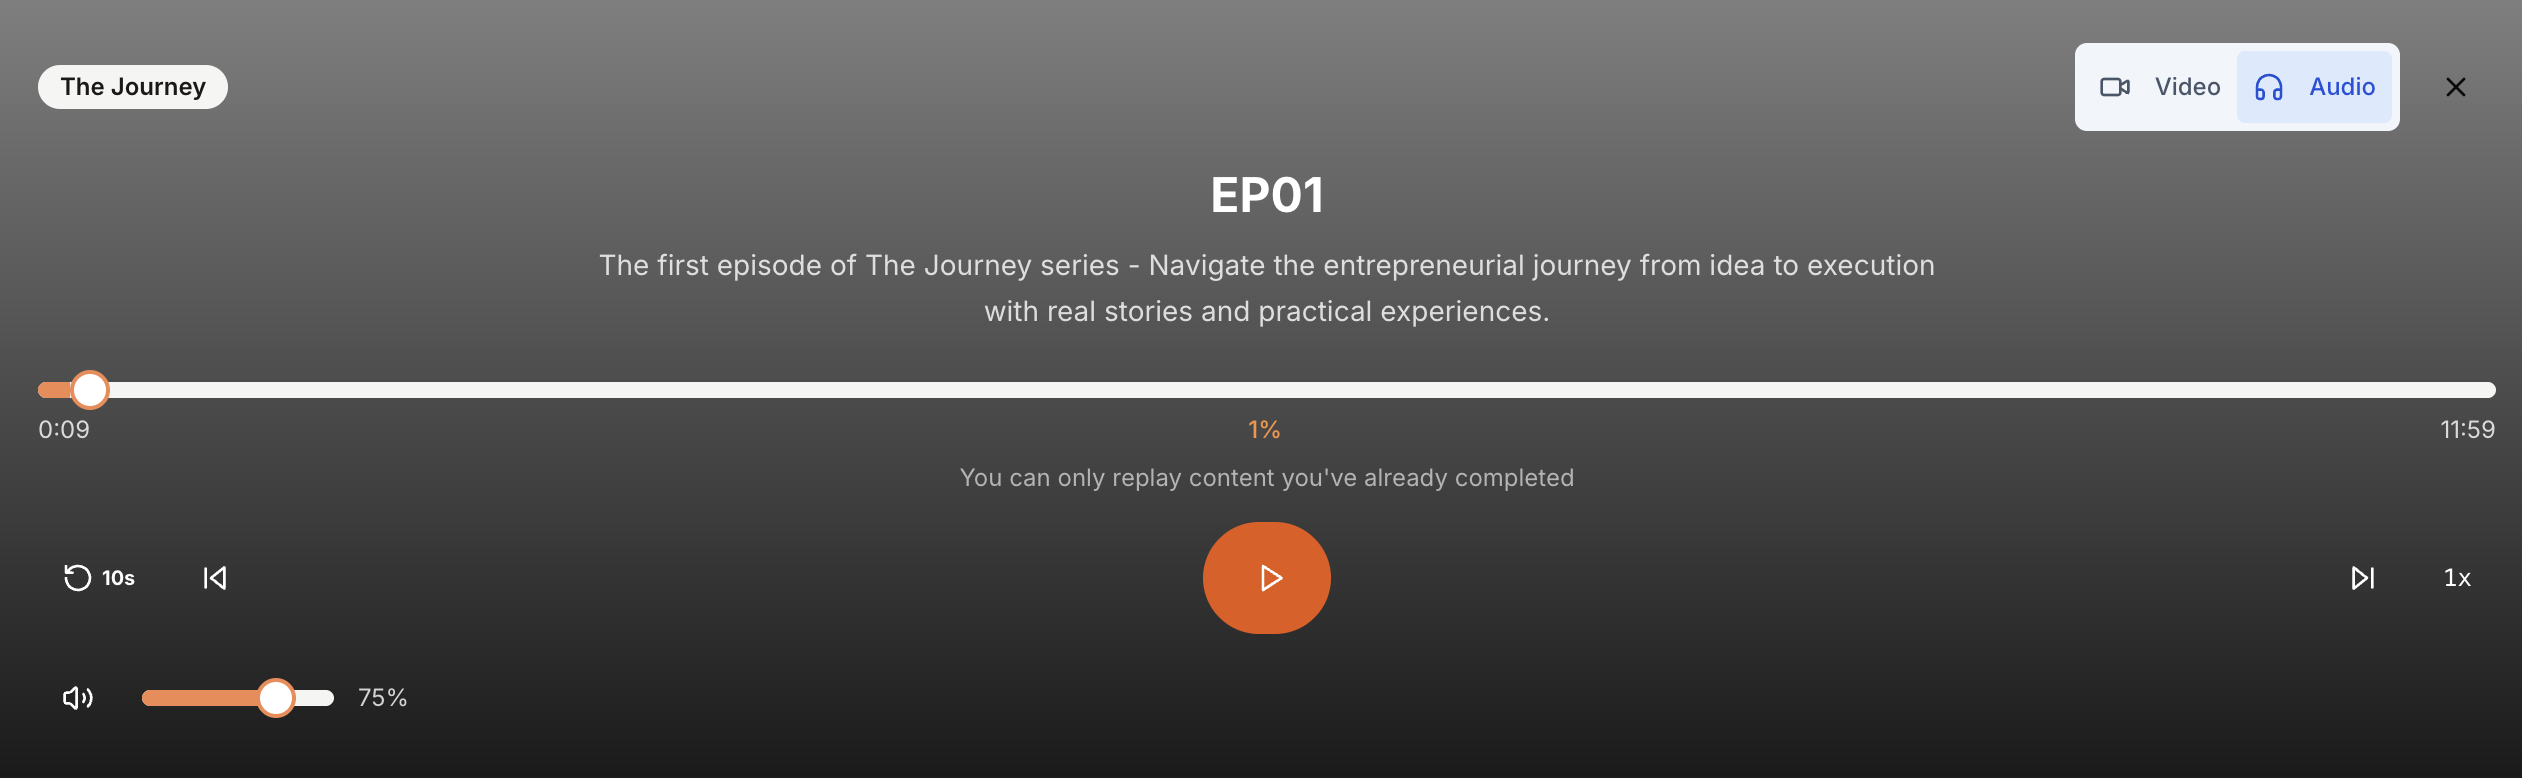 The Journey
Video
Audio
EP01
The first episode of The Journey series - Navigate the entrepreneurial journey from idea to execution
with real stories and practical experiences.
0:09
1%
11:59
You can only replay content you've already completed
10s
1x
75%